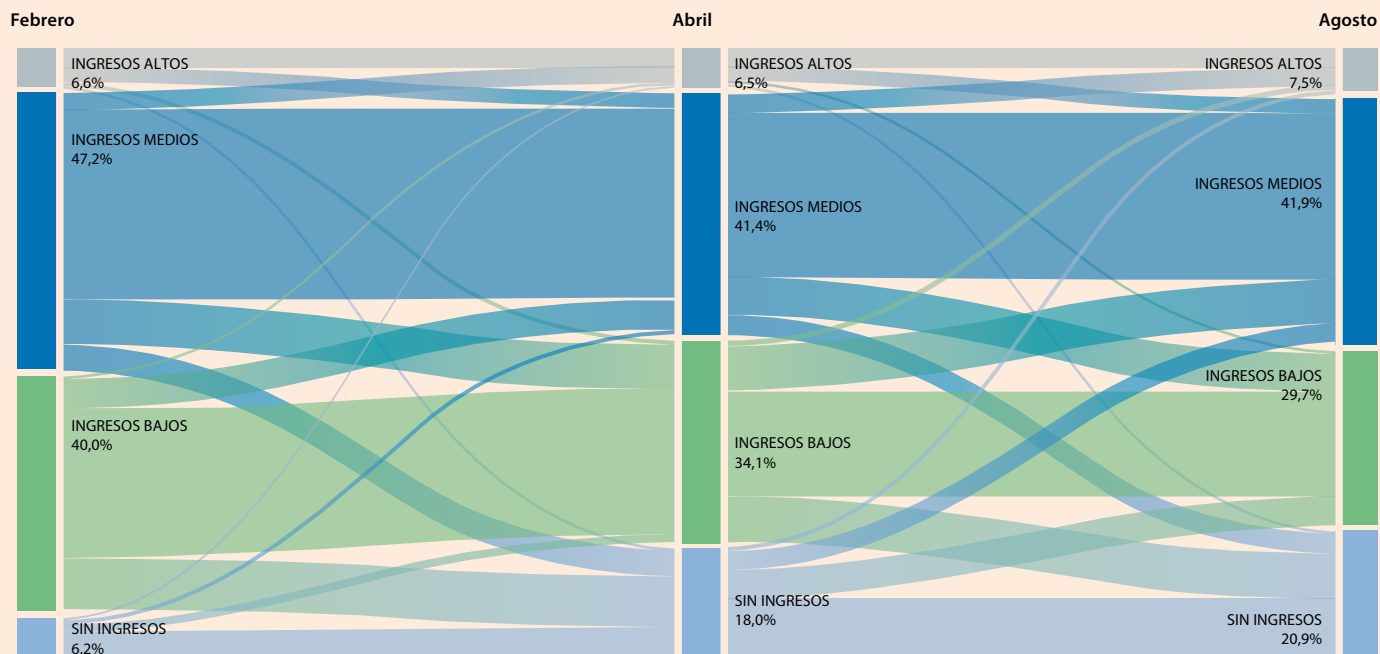 Febrero
Abril
Agosto
INGRESOS ALTOS
6,6%
INGRESOS MEDIOS
47,2%
INGRESOS BAJOS
40,0%
SIN INGRESOS
6,2%
INGRESOS ALTOS
6,5%
INGRESOS MEDIOS
41,4%
INGRESOS BAJOS
34,1%
SIN INGRESOS
18,0%
INGRESOS ALTOS
7,5%
INGRESOS MEDIOS
41,9%
INGRESOS BAJOS
29,7%
SIN INGRESOS
20,9%